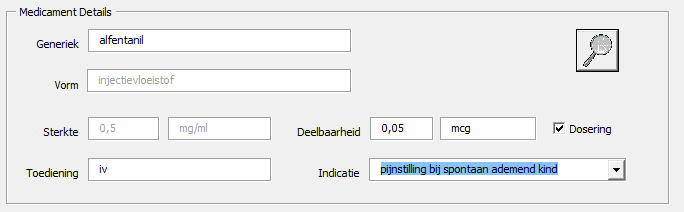 Medicament Details
Generiek alfentanil
Vorm injectievloeistof
Sterkte 0,5 mg/ml Deelbaarheid 0,05 mcg Dosering
Toediening iv Indicatie pijnstilling bij spontaan ademend kind